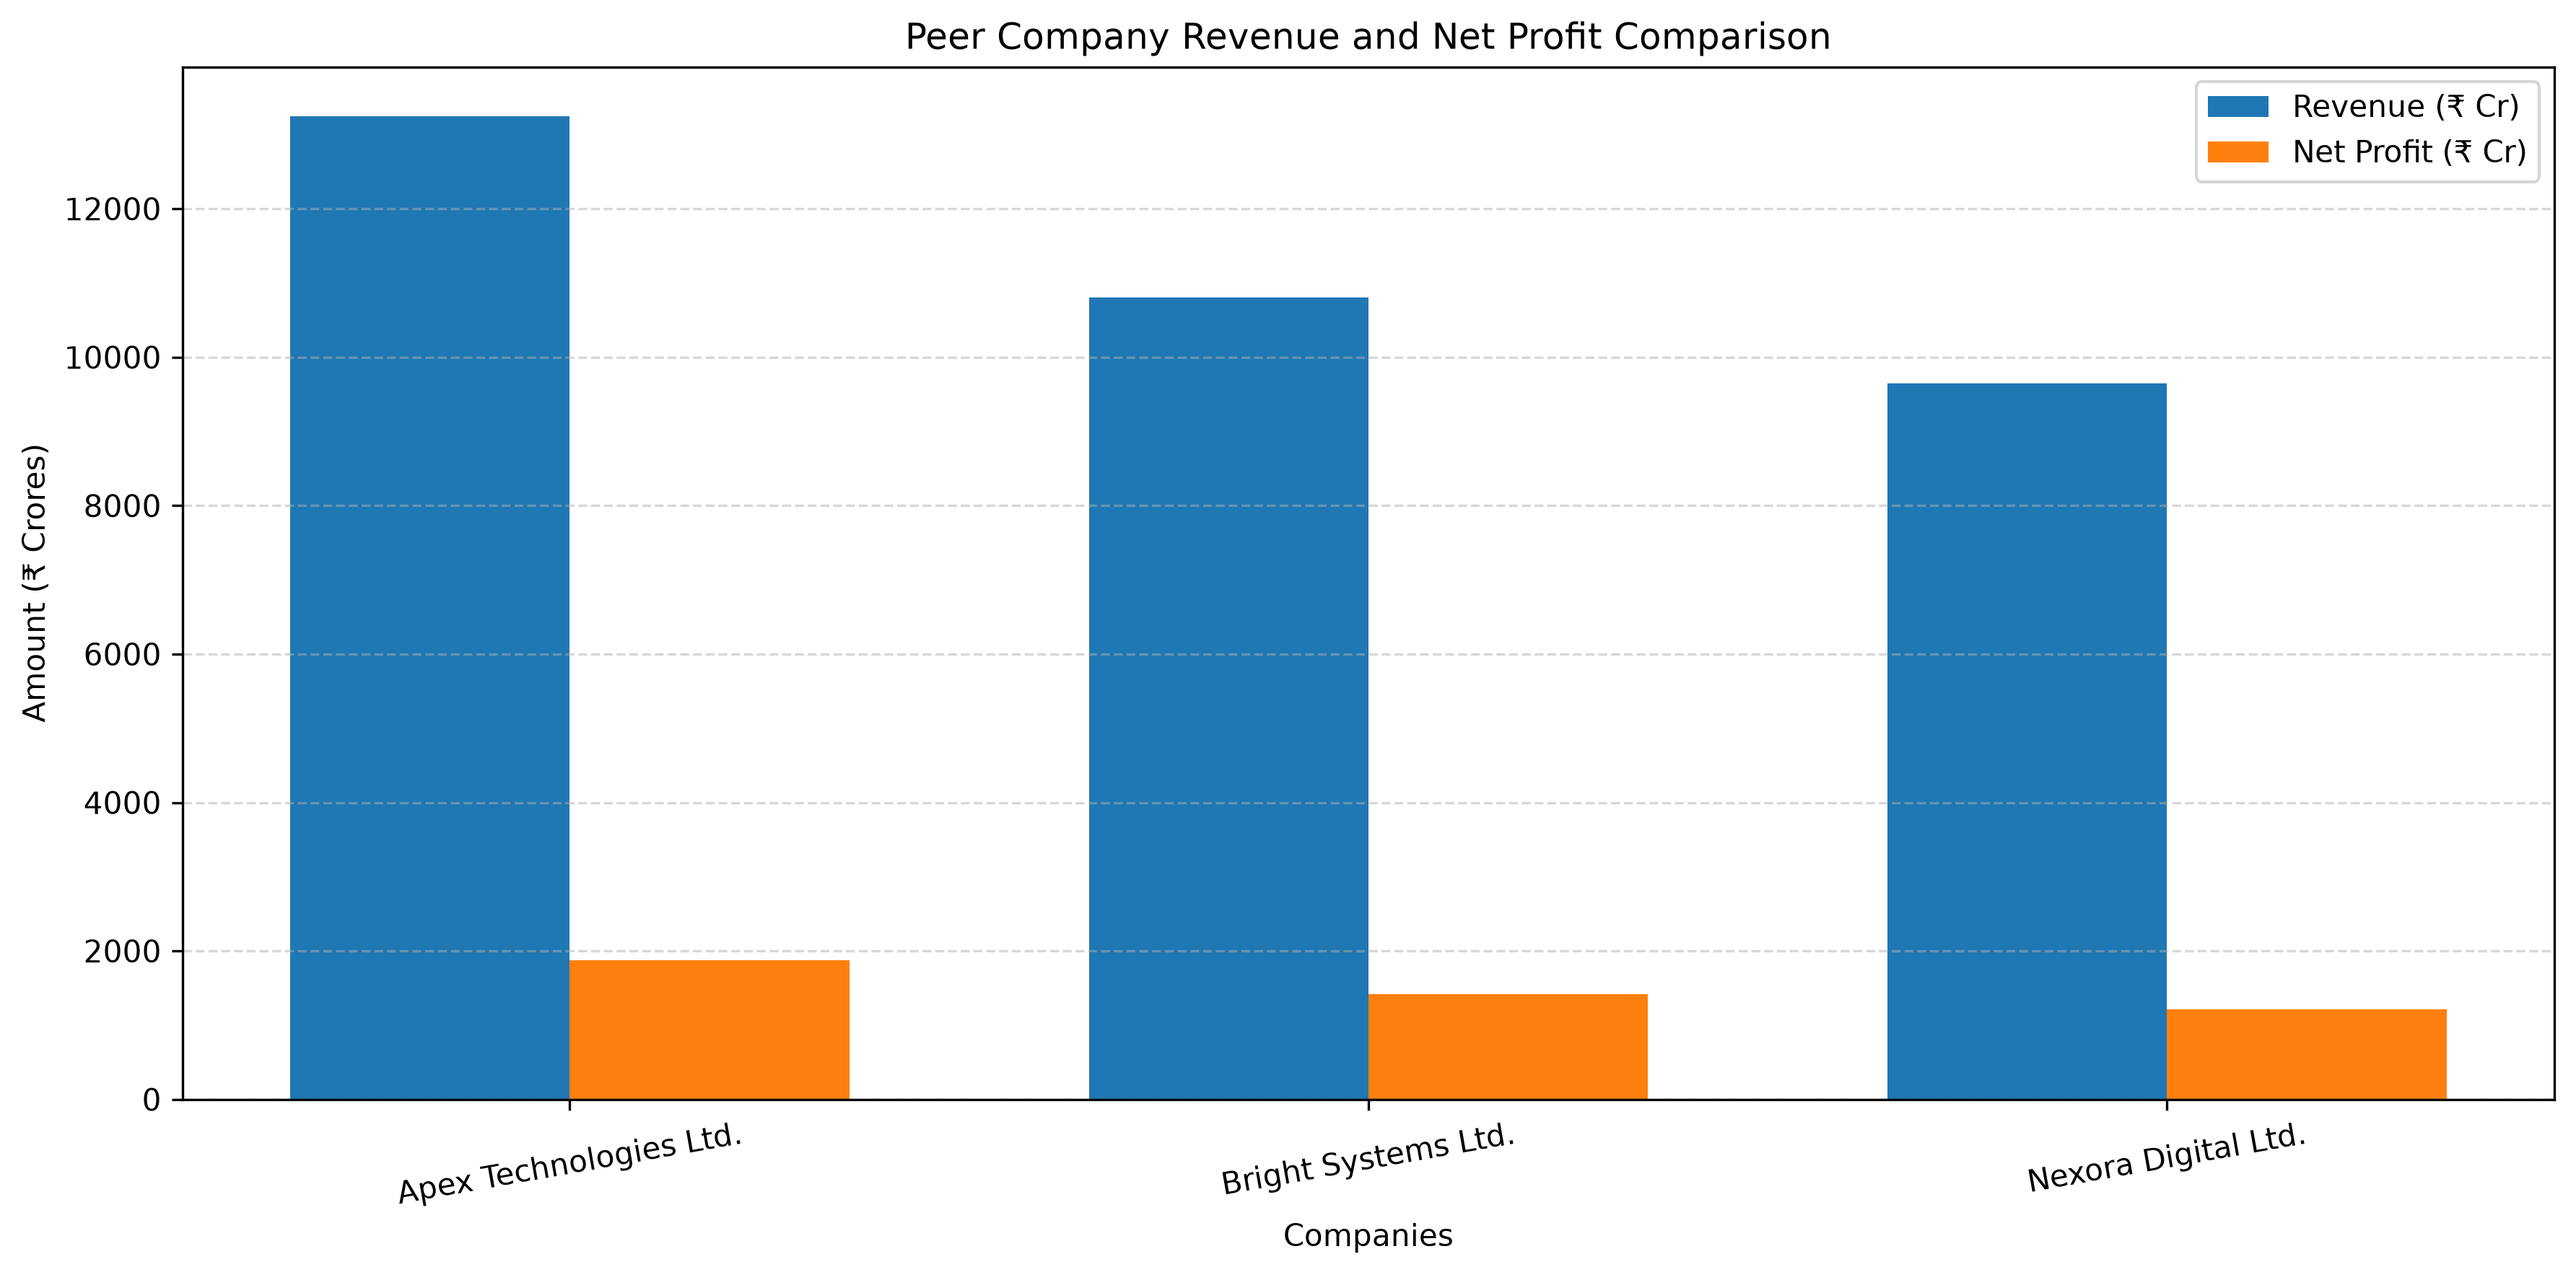 Peer Company Revenue and Net Profit Comparison
Revenue (₹ Cr)
Net Profit (₹ Cr)
Amount (₹ Crores)
12000
10000
8000
6000
4000
2000
0
Apex Technologies Ltd.
Bright Systems Ltd.
Nexora Digital Ltd.
Companies